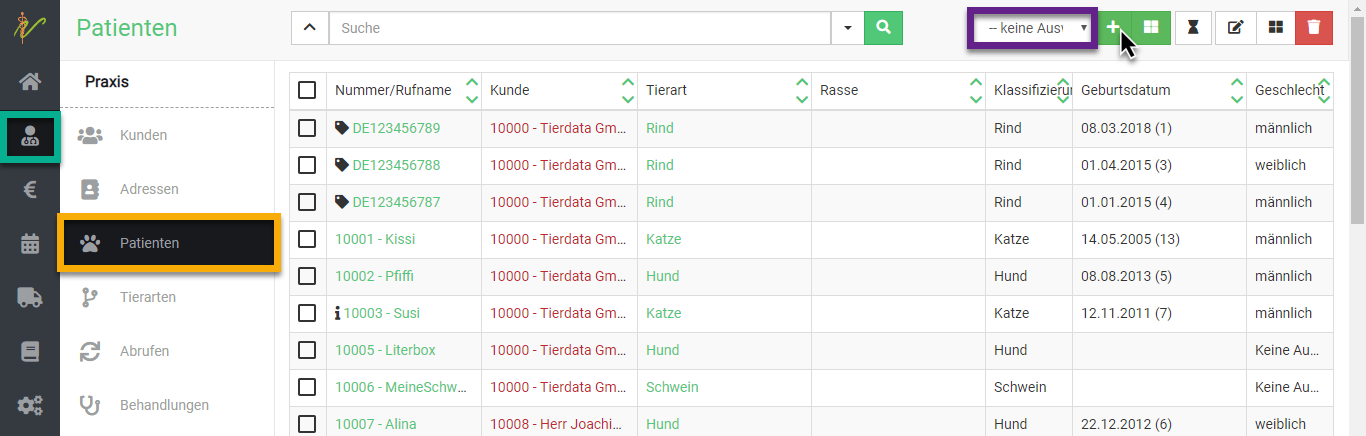 Patienten
Suche
-- keine Ausw
Praxis
Kunden
Adressen
Patienten
Tierarten
Abrufen
Behandlungen
Nummer/Rufname Kunde Tierart Rasse Klassifizierun Geburtsdatum Geschlecht
DE123456789 10000 - Tierdata Gm... Rind Rind 08.03.2018 (1) männlich
DE123456788 10000 - Tierdata Gm... Rind Rind 01.04.2015 (3) weiblich
DE123456787 10000 - Tierdata Gm... Rind Rind 01.01.2015 (4) männlich
10001 - Kissi 10000 - Tierdata Gm... Katze Katze 14.05.2005 (13) männlich
10002 - Pfiffi 10000 - Tierdata Gm... Hund Hund 08.08.2013 (5) männlich
10003 - Susi 10000 - Tierdata Gm... Katze Katze 12.11.2011 (7) männlich
10005 - Literbox 10000 - Tierdata Gm... Hund Hund Keine Au...
10006 - MeineSchw... 10000 - Tierdata Gm... Schwein Schwein Keine Au...
10007 - Alina 10008 - Herr Joachi... Hund Hund 22.12.2012 (6) weiblich